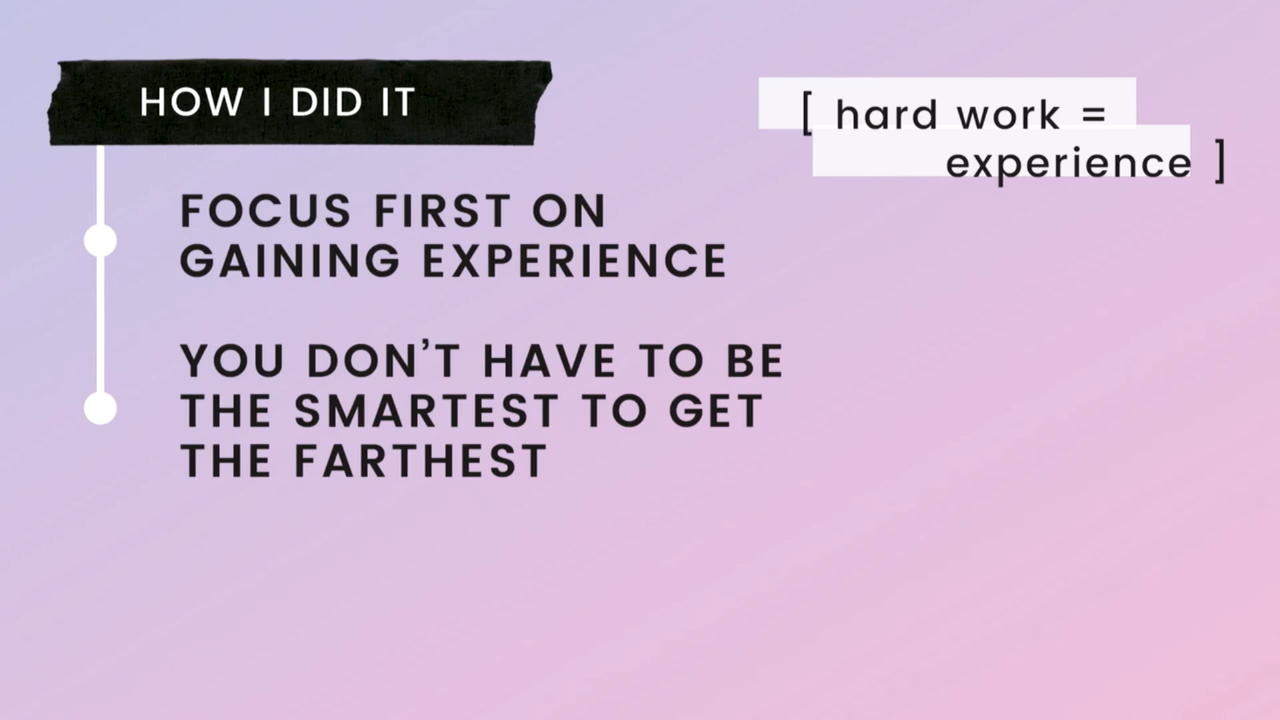 HOW I DID IT
[ hard work =
experience ]
FOCUS FIRST ON
GAINING EXPERIENCE
YOU DON’T HAVE TO BE
THE SMARTEST TO GET
THE FARTHEST